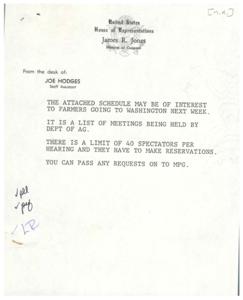 [n.d.]
United States
House of Representatives
James R. Jones
Member of Congress
From the desk of:
JOE HODGES
Staff Assistant
THE ATTACHED SCHEDULE MAY BE OF INTEREST
TO FARMERS GOING TO WASHINGTON NEXT WEEK.
IT IS A LIST OF MEETINGS BEING HELD BY
DEPT OF AG.
THERE IS A LIMIT OF 40 SPECTATORS PER
HEARING AND THEY HAVE TO MAKE RESERVATIONS.
YOU CAN PASS ANY REQUESTS ON TO MPG.